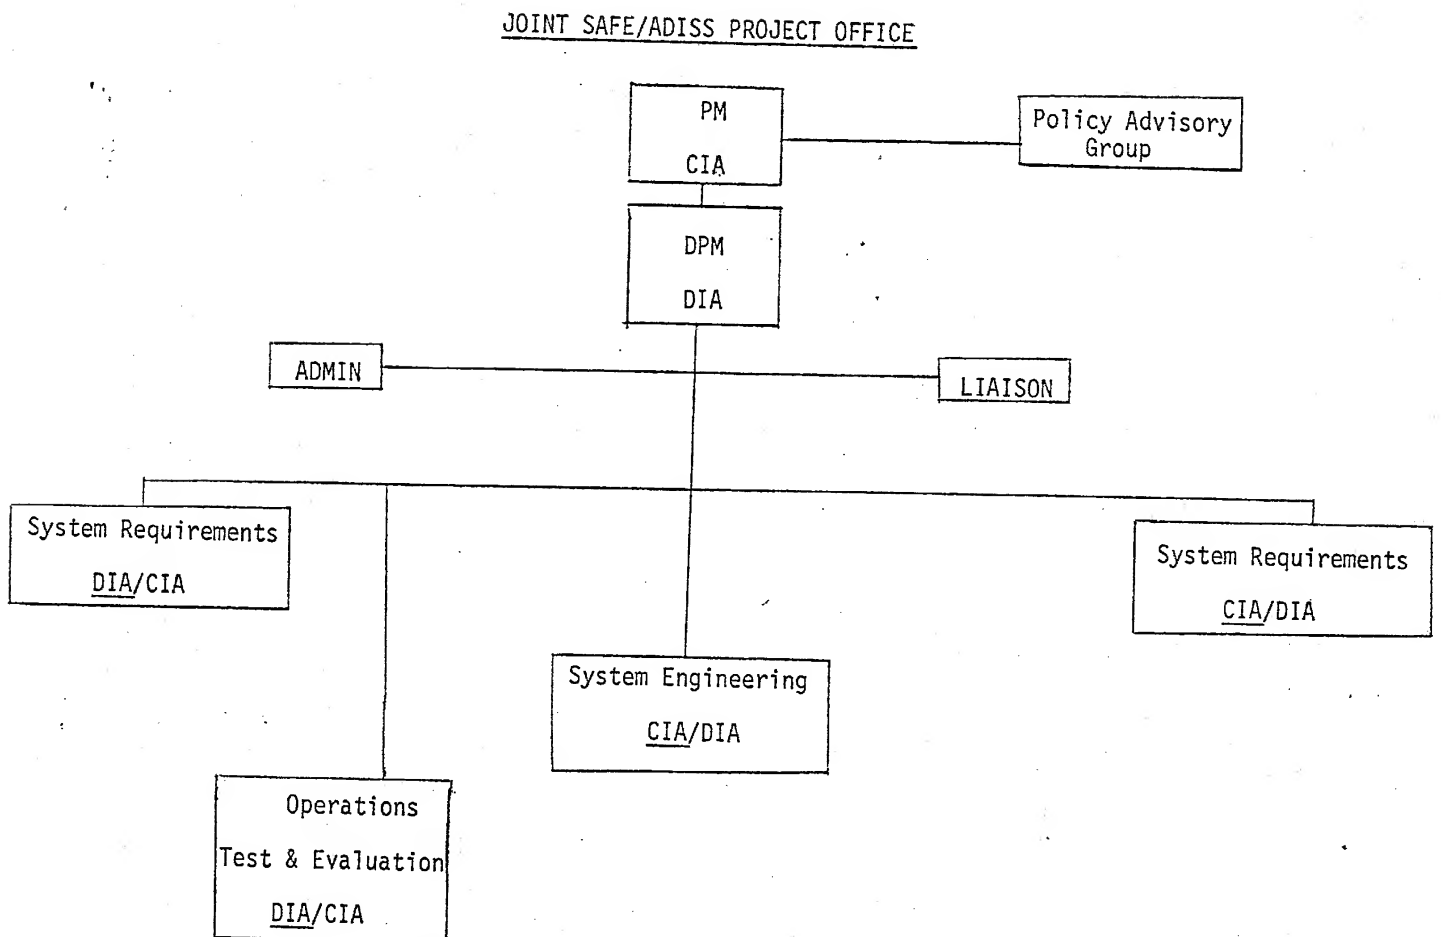 JOINT SAFE/ADISS PROJECT OFFICE
PM
CIA
Policy Advisory
Group
DPM
DIA
ADMIN
LIAISON
System Requirements
DIA/CIA
System Requirements
CIA/DIA
System Engineering
CIA/DIA
Operations
Test & Evaluation
DIA/CIA